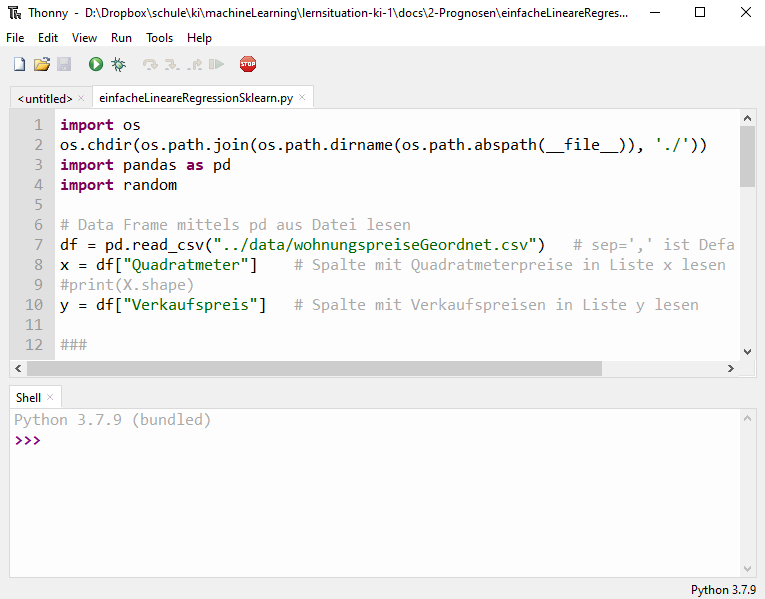 Thonny - D:\Dropbox\schule\ki\machineLearning\lernsituation-ki-1\docs\2-Prognosen\einfacheLineareRegres...
File Edit View Run Tools Help
STOP
<untitled> × einfacheLineareRegressionSklearn.py ×
1 import os
2 os.chdir(os.path.join(os.path.dirname(os.path.abspath(__file__)), './'))
3 import pandas as pd
4 import random
5
6 # Data Frame mittels pd aus Datei lesen
7 df = pd.read_csv("../data/wohnungspreiseGeordnet.csv")   # sep=',' ist Defa
8 x = df["Quadratmeter"]    # Spalte mit Quadratmeterpreise in Liste x lesen
9 #print(X.shape)
10 y = df["Verkaufspreis"]   # Spalte mit Verkaufspreisen in Liste y lesen
11
12 ###
Shell ×
Python 3.7.9 (bundled)
>>>
Python 3.7.9